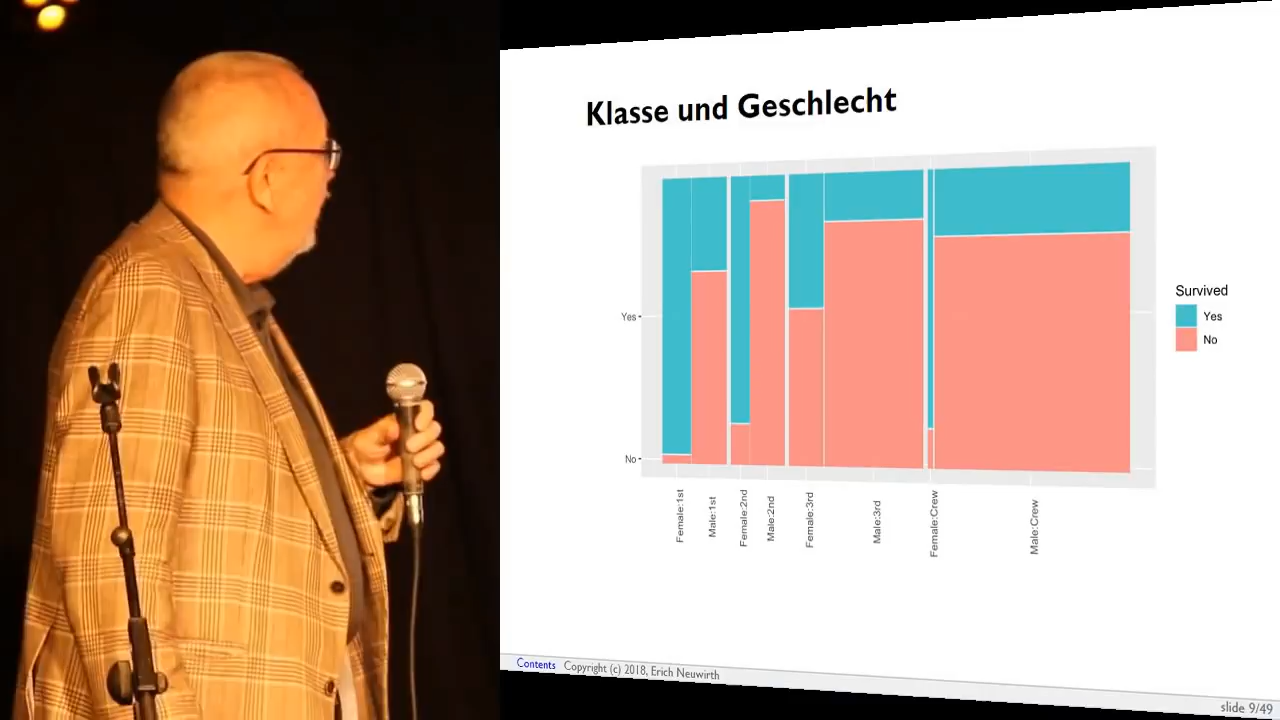 Klasse und Geschlecht
Yes
No
Female:1st
Male:1st
Female:2nd
Male:2nd
Female:3rd
Male:3rd
Female:Crew
Male:Crew
Survived
Yes
No
Contents Copyright (c) 2018, Erich Neuwirth
slide 9/49